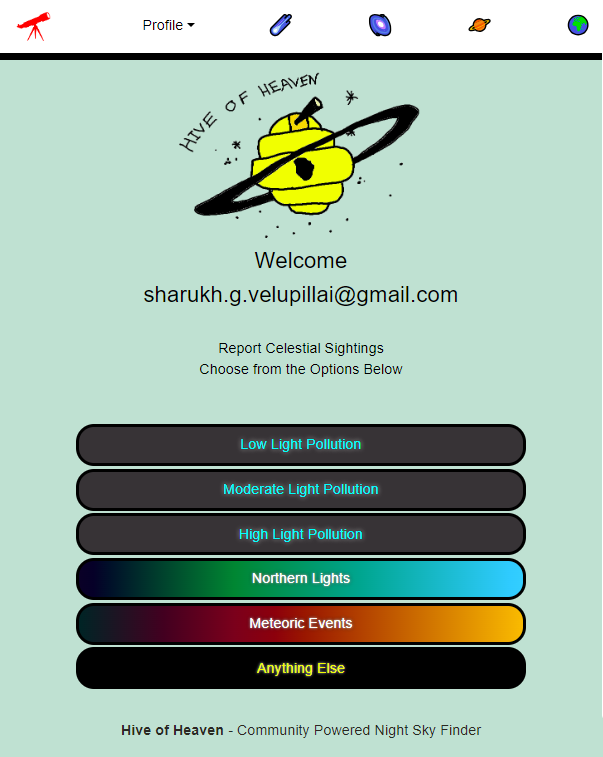 Profile
HIVE OF HEAVEN
Welcome
sharukh.g.velupillai@gmail.com
Report Celestial Sightings
Choose from the Options Below
Low Light Pollution
Moderate Light Pollution
High Light Pollution
Northern Lights
Meteoric Events
Anything Else
Hive of Heaven - Community Powered Night Sky Finder